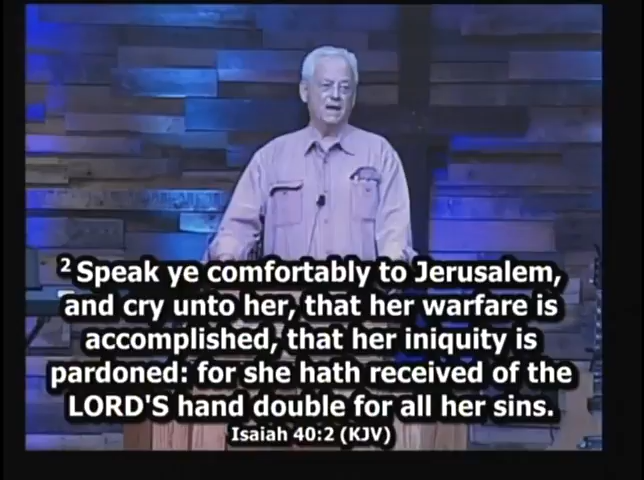 2 Speak ye comfortably to Jerusalem,
and cry unto her, that her warfare is
accomplished, that her iniquity is
pardoned: for she hath received of the
LORD'S hand double for all her sins.
Isaiah 40:2 (KJV)